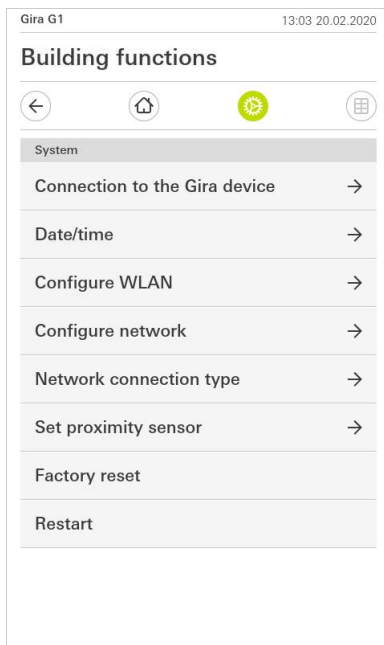 Gira G1 13:03 20.02.2020
Building functions
System
Connection to the Gira device
Date/time
Configure WLAN
Configure network
Network connection type
Set proximity sensor
Factory reset
Restart